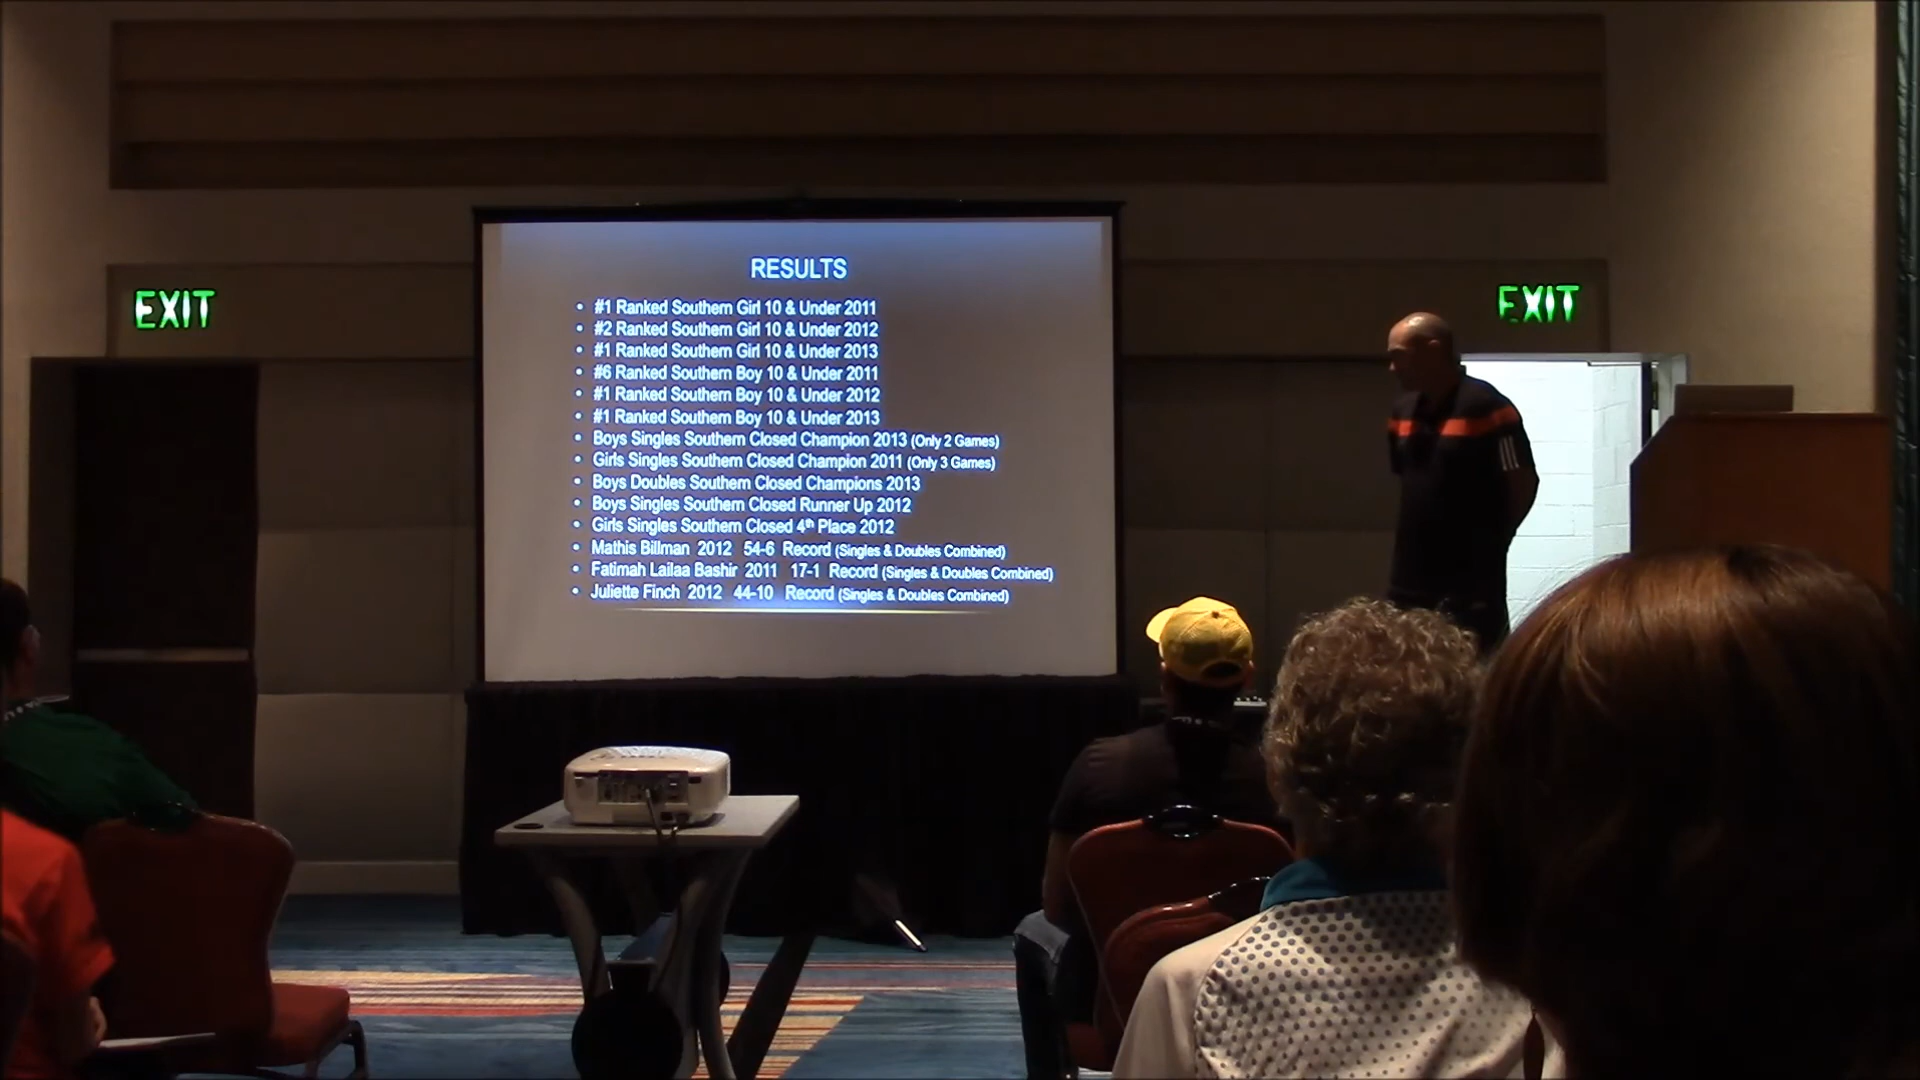 RESULTS
EXIT
EXIT
• #1 Ranked Southern Girl 10 & Under 2011
• #2 Ranked Southern Girl 10 & Under 2012
• #1 Ranked Southern Girl 10 & Under 2013
• #6 Ranked Southern Boy 10 & Under 2011
• #1 Ranked Southern Boy 10 & Under 2012
• #1 Ranked Southern Boy 10 & Under 2013
• Boys Singles Southern Closed Champion 2013 (Only 2 Games)
• Girls Singles Southern Closed Champion 2011 (Only 3 Games)
• Boys Doubles Southern Closed Champions 2013
• Boys Singles Southern Closed Runner Up 2012
• Girls Singles Southern Closed 4th Place 2012
• Mathis Billman 2012 54-6 Record (Singles & Doubles Combined)
• Fatimah Lailaa Bashir 2011 17-1 Record (Singles & Doubles Combined)
• Juliette Finch 2012 44-10 Record (Singles & Doubles Combined)